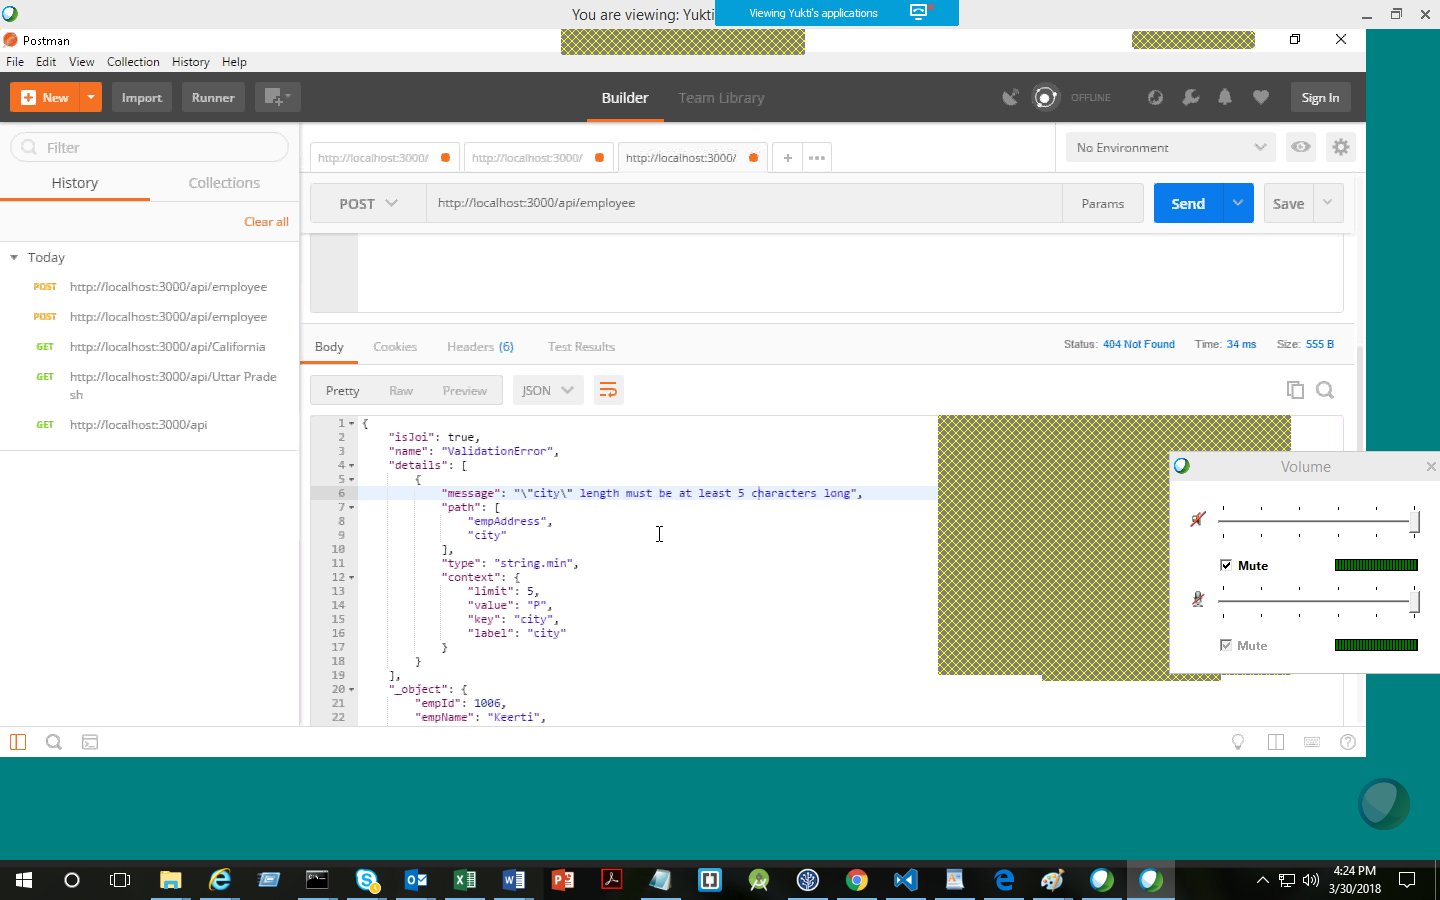 You are viewing: Yukti
Viewing Yukti's applications
Postman
File Edit View Collection History Help
New Import Runner Builder Team Library OFFLINE Sign In
Filter
History Collections
Clear all
Today
POST http://localhost:3000/api/employee
POST http://localhost:3000/api/employee
GET http://localhost:3000/api/California
GET http://localhost:3000/api/Uttar Prade
sh
GET http://localhost:3000/api
http://localhost:3000/ http://localhost:3000/ http://localhost:3000/ + •••
No Environment
POST http://localhost:3000/api/employee Params Send Save
Body Cookies Headers (6) Test Results Status: 404 Not Found Time: 34 ms Size: 555 B
Pretty Raw Preview JSON
1 {
2 "isJoi": true,
3 "name": "ValidationError",
4 "details": [
5 {
6 "message": "\"city\" length must be at least 5 characters long",
7 "path": [
8 "empAddress",
9 "city"
10 ],
11 "type": "string.min",
12 "context": {
13 "limit": 5,
14 "value": "P",
15 "key": "city",
16 "label": "city"
17 }
18 }
19 ],
20 "_object": {
21 "empId": 1006,
22 "empName": "Keerti",
Volume
Mute
Mute
4:24 PM
3/30/2018